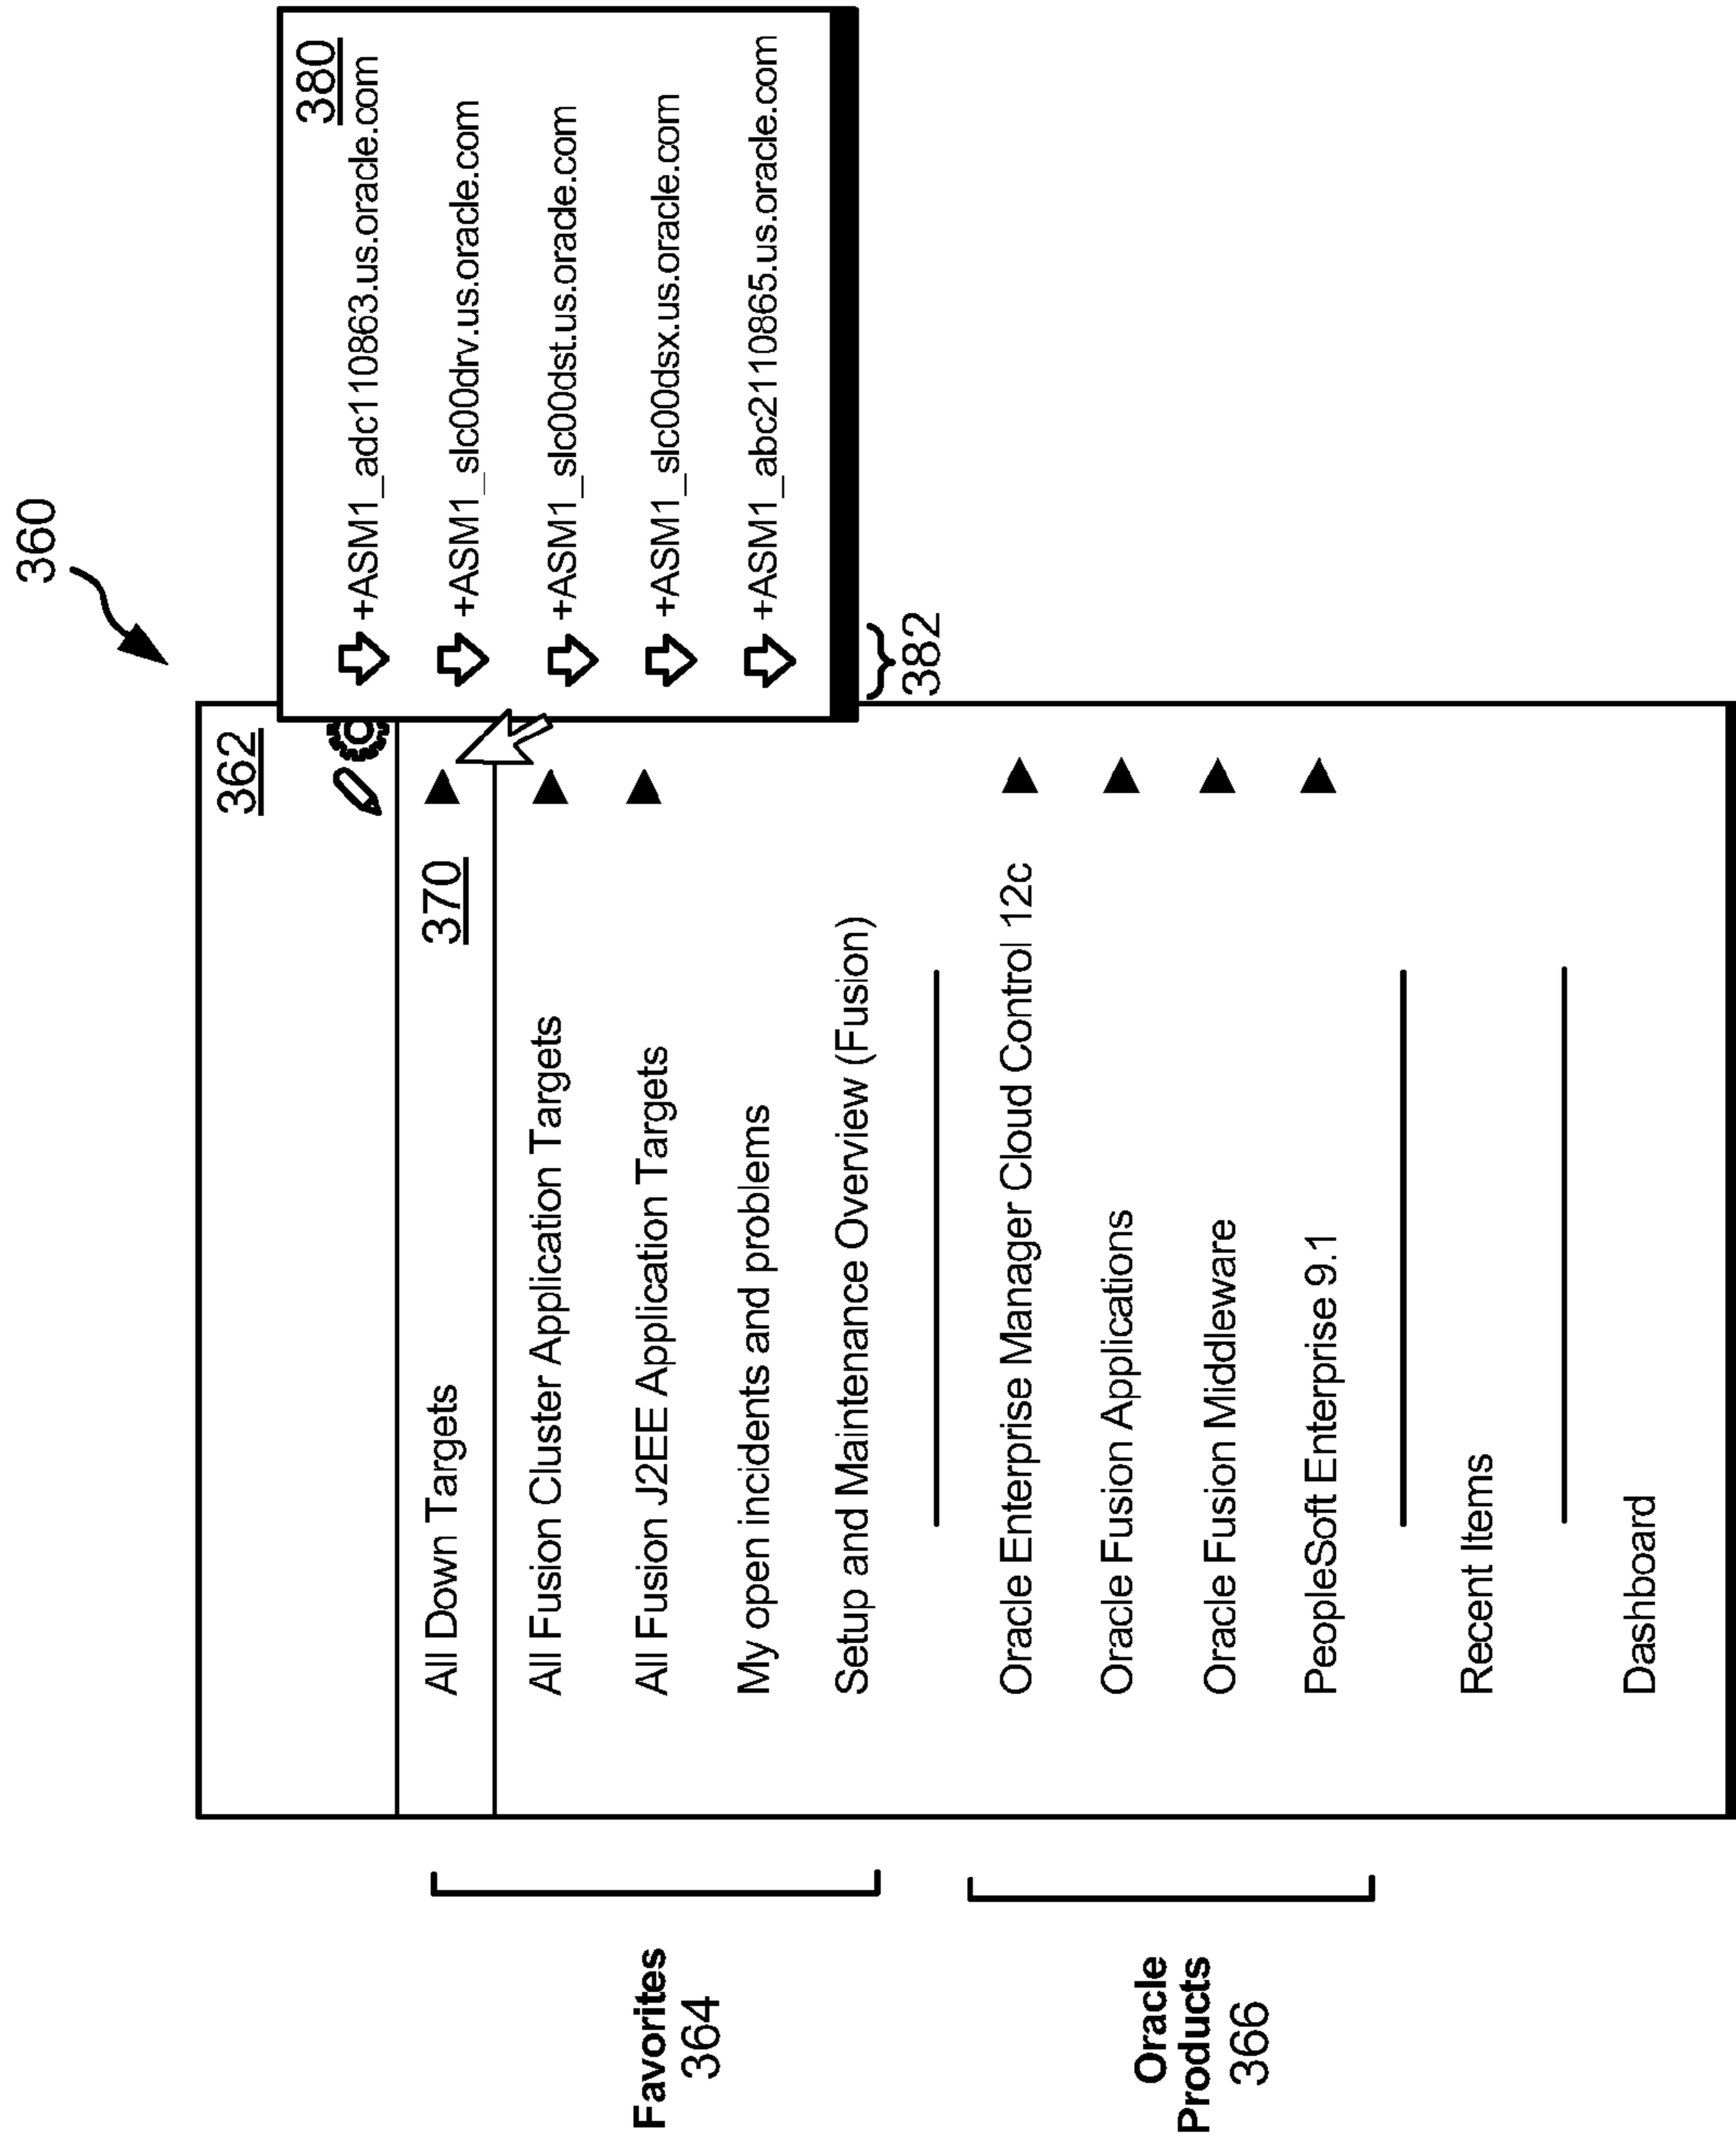 360
362
380
+ASM1_adc110863.us.oracle.com
+ASM1_slc00drv.us.oracle.com
+ASM1_slc00dst.us.oracle.com
+ASM1_slc00dsx.us.oracle.com
+ASM1_abc2110865.us.oracle.com
382
Favorites
364
All Down Targets 370
All Fusion Cluster Application Targets
All Fusion J2EE Application Targets
My open incidents and problems
Setup and Maintenance Overview (Fusion)
Oracle
Products
366
Oracle Enterprise Manager Cloud Control 12c
Oracle Fusion Applications
Oracle Fusion Middleware
PeopleSoft Enterprise 9.1
Recent Items
Dashboard